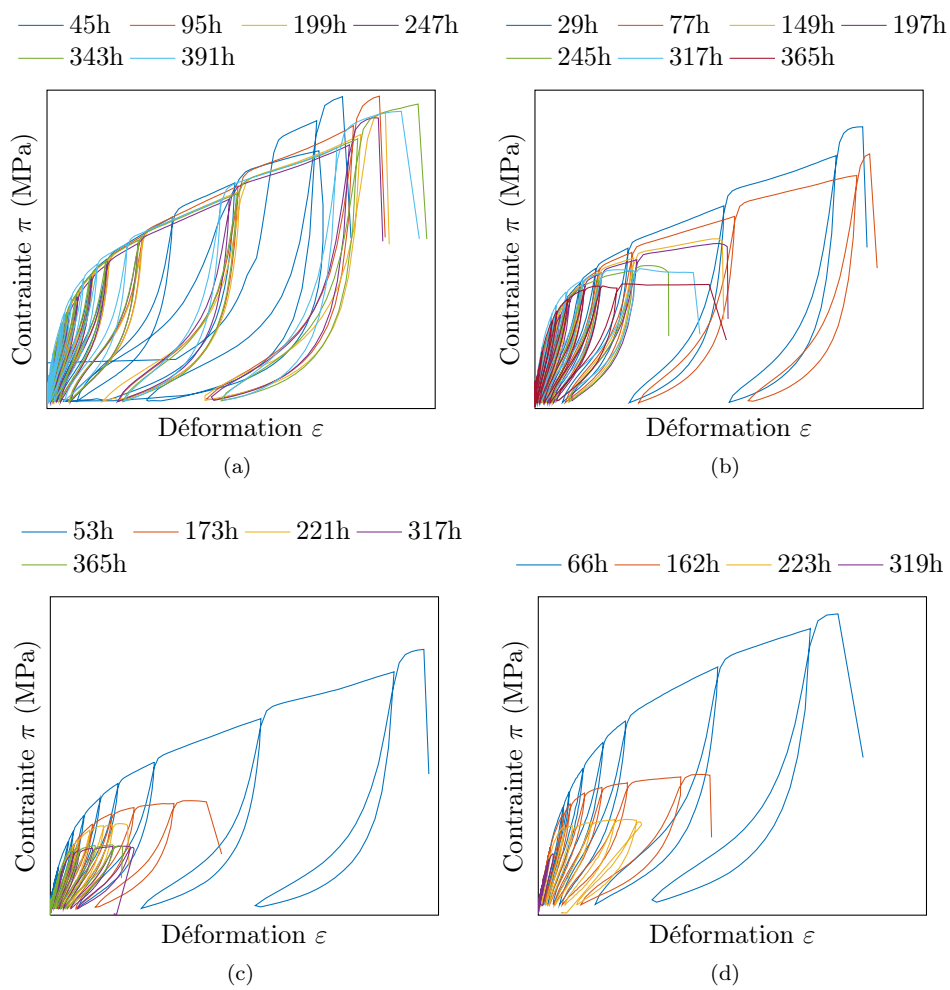 45h 95h 199h 247h
343h 391h
Contrainte π (MPa)
Déformation ε
(a)
29h 77h 149h 197h
245h 317h 365h
Contrainte π (MPa)
Déformation ε
(b)
53h 173h 221h 317h
365h
Contrainte π (MPa)
Déformation ε
(c)
66h 162h 223h 319h
Contrainte π (MPa)
Déformation ε
(d)